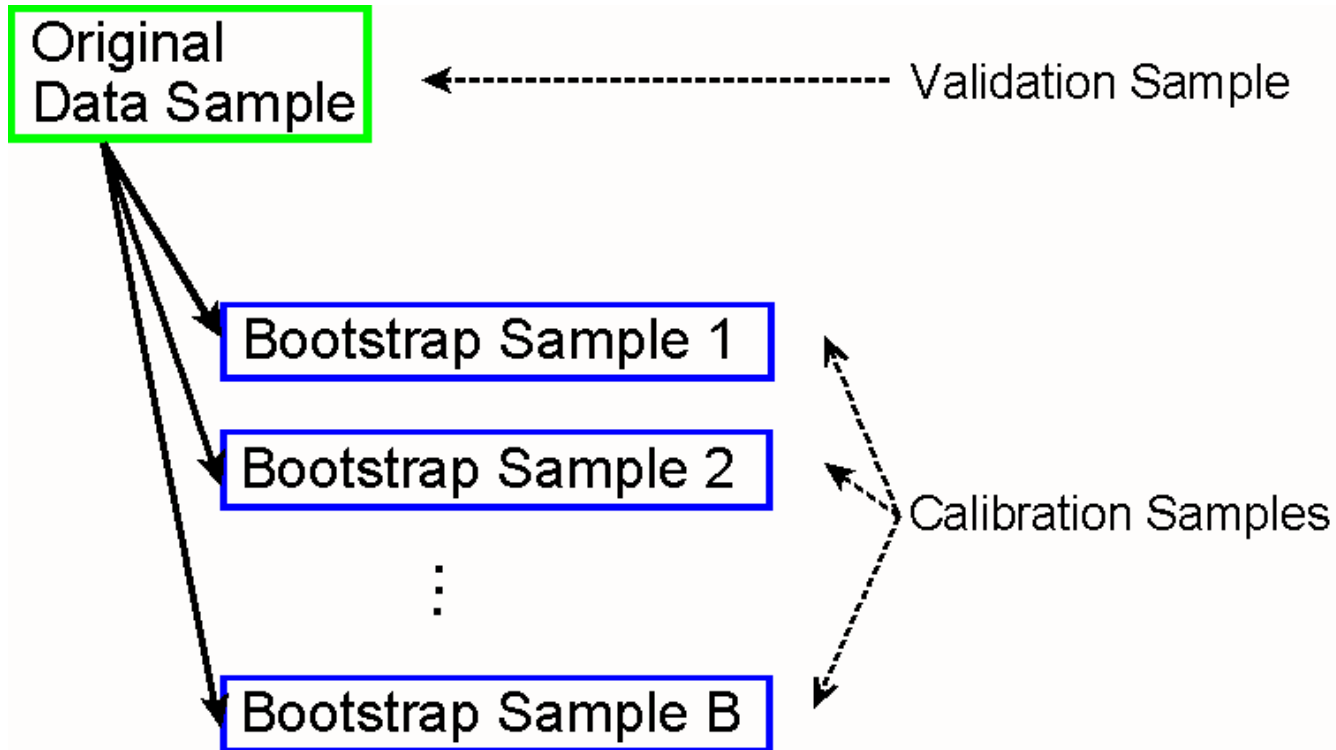 Original
Data Sample
Validation Sample
Bootstrap Sample 1
Bootstrap Sample 2
Calibration Samples
⋮
Bootstrap Sample B